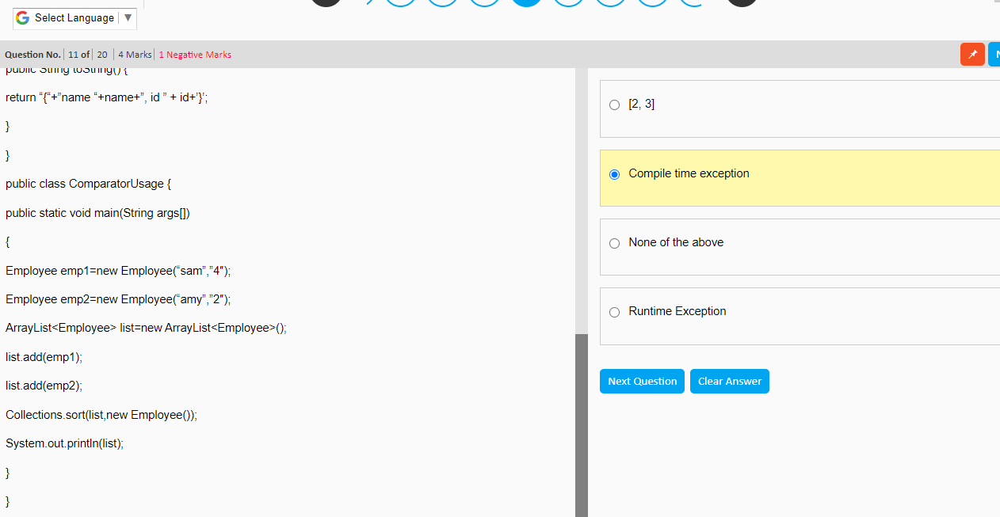 Select Language ▼
Question No. 11 of 20 4 Marks 1 Negative Marks
public String toString() {
return “{“+”name “+name+”, id ” + id+’}’;
}
}
public class ComparatorUsage {
public static void main(String args[])
{
Employee emp1=new Employee(“sam”,”4″);
Employee emp2=new Employee(“amy”,”2″);
ArrayList<Employee> list=new ArrayList<Employee>();
list.add(emp1);
list.add(emp2);
Collections.sort(list,new Employee());
System.out.println(list);
}
}
[2, 3]
Compile time exception
None of the above
Runtime Exception
Next Question Clear Answer